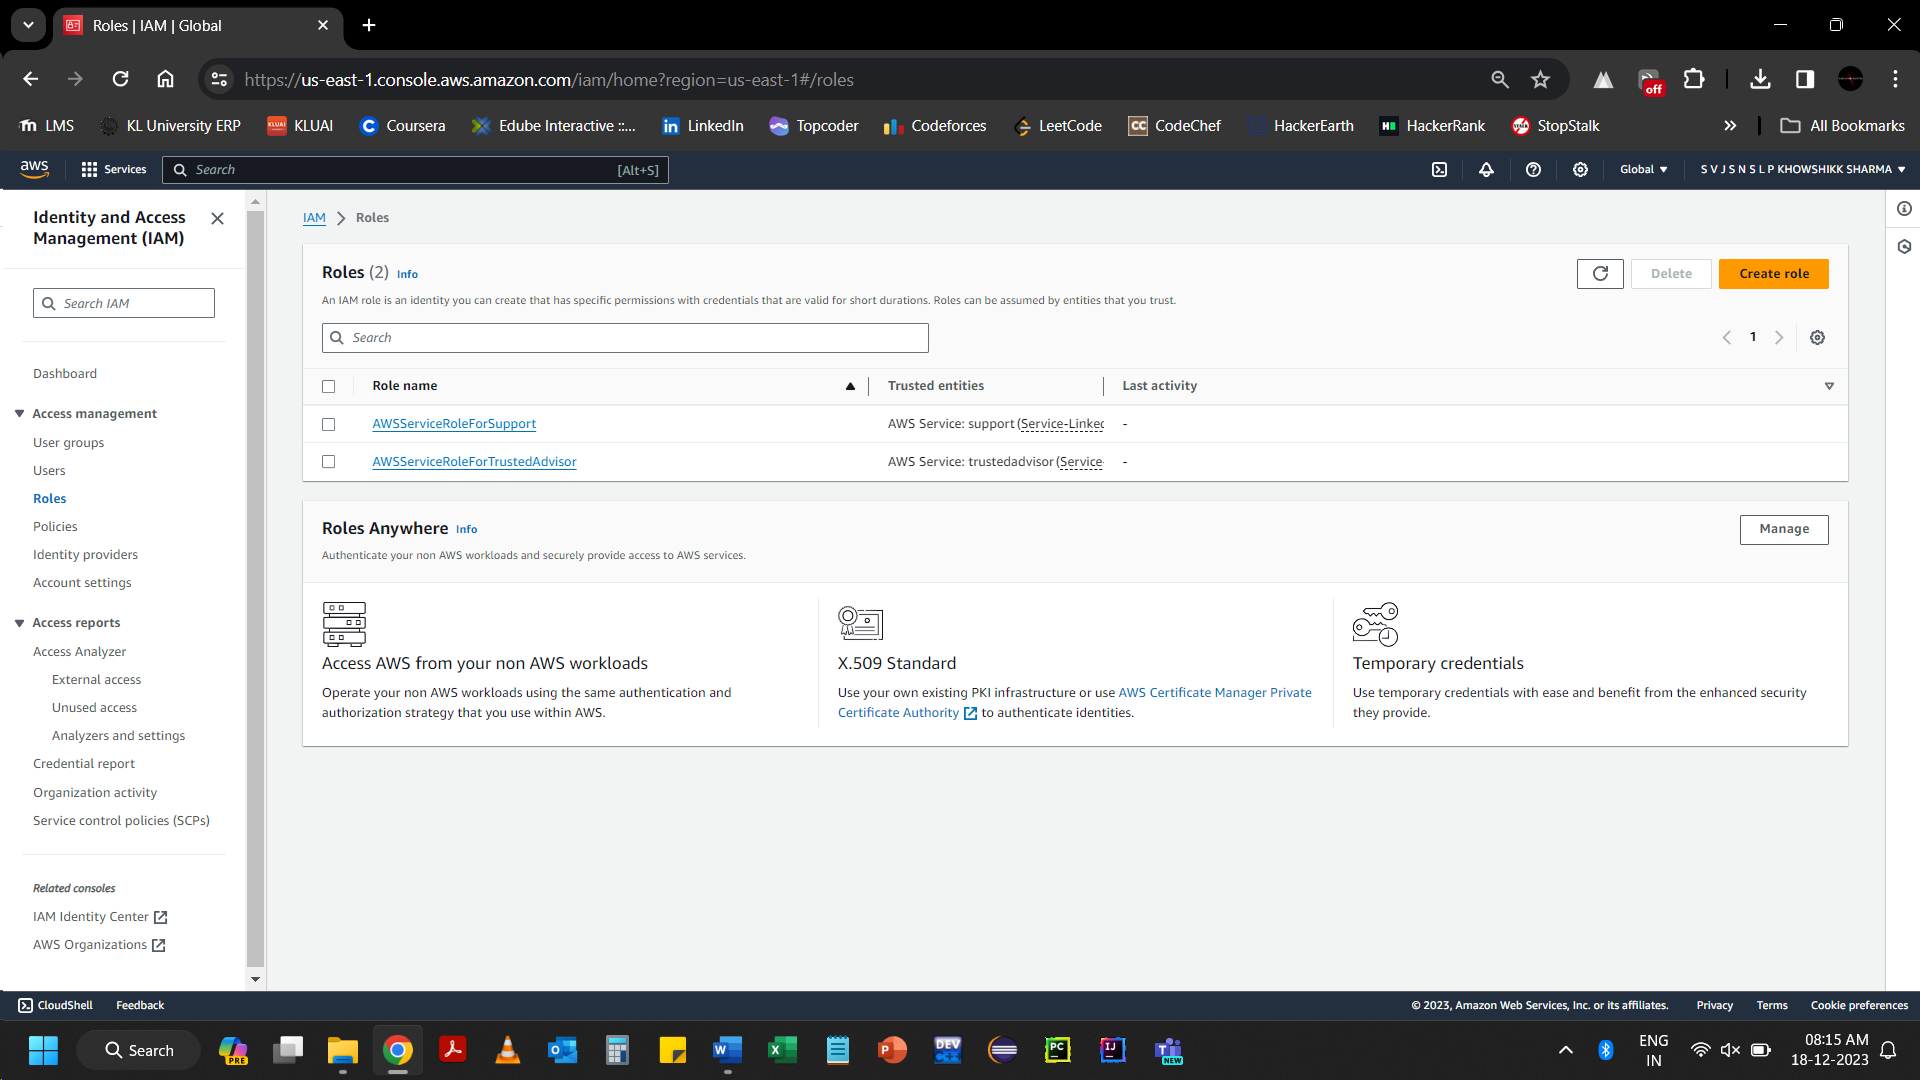 Roles | IAM | Global
https://us-east-1.console.aws.amazon.com/iam/home?region=us-east-1#/roles
off
LMS
KL University ERP
KLUAI
Coursera
Edube Interactive ::...
LinkedIn
Topcoder
Codeforces
LeetCode
CodeChef
HackerEarth
HackerRank
StopStalk
All Bookmarks
aws
Services
Search
[Alt+S]
Global
S V J S N S L P KHOWSHIKK SHARMA
Identity and Access
Management (IAM)
Search IAM
Dashboard
Access management
User groups
Users
Roles
Policies
Identity providers
Account settings
Access reports
Access Analyzer
External access
Unused access
Analyzers and settings
Credential report
Organization activity
Service control policies (SCPs)
Related consoles
IAM Identity Center
AWS Organizations
IAM
Roles
Roles (2) Info
Delete
Create role
An IAM role is an identity you can create that has specific permissions with credentials that are valid for short durations. Roles can be assumed by entities that you trust.
Search
1
Role name
Trusted entities
Last activity
AWSServiceRoleForSupport
AWS Service: support (Service-Linked
-
AWSServiceRoleForTrustedAdvisor
AWS Service: trustedadvisor (Service-
-
Roles Anywhere Info
Manage
Authenticate your non AWS workloads and securely provide access to AWS services.
Access AWS from your non AWS workloads
Operate your non AWS workloads using the same authentication and
authorization strategy that you use within AWS.
X.509 Standard
Use your own existing PKI infrastructure or use AWS Certificate Manager Private
Certificate Authority to authenticate identities.
Temporary credentials
Use temporary credentials with ease and benefit from the enhanced security
they provide.
CloudShell
Feedback
© 2023, Amazon Web Services, Inc. or its affiliates.
Privacy
Terms
Cookie preferences
Search
PRE
DEV
PC
IJ
NEW
ENG
IN
08:15 AM
18-12-2023